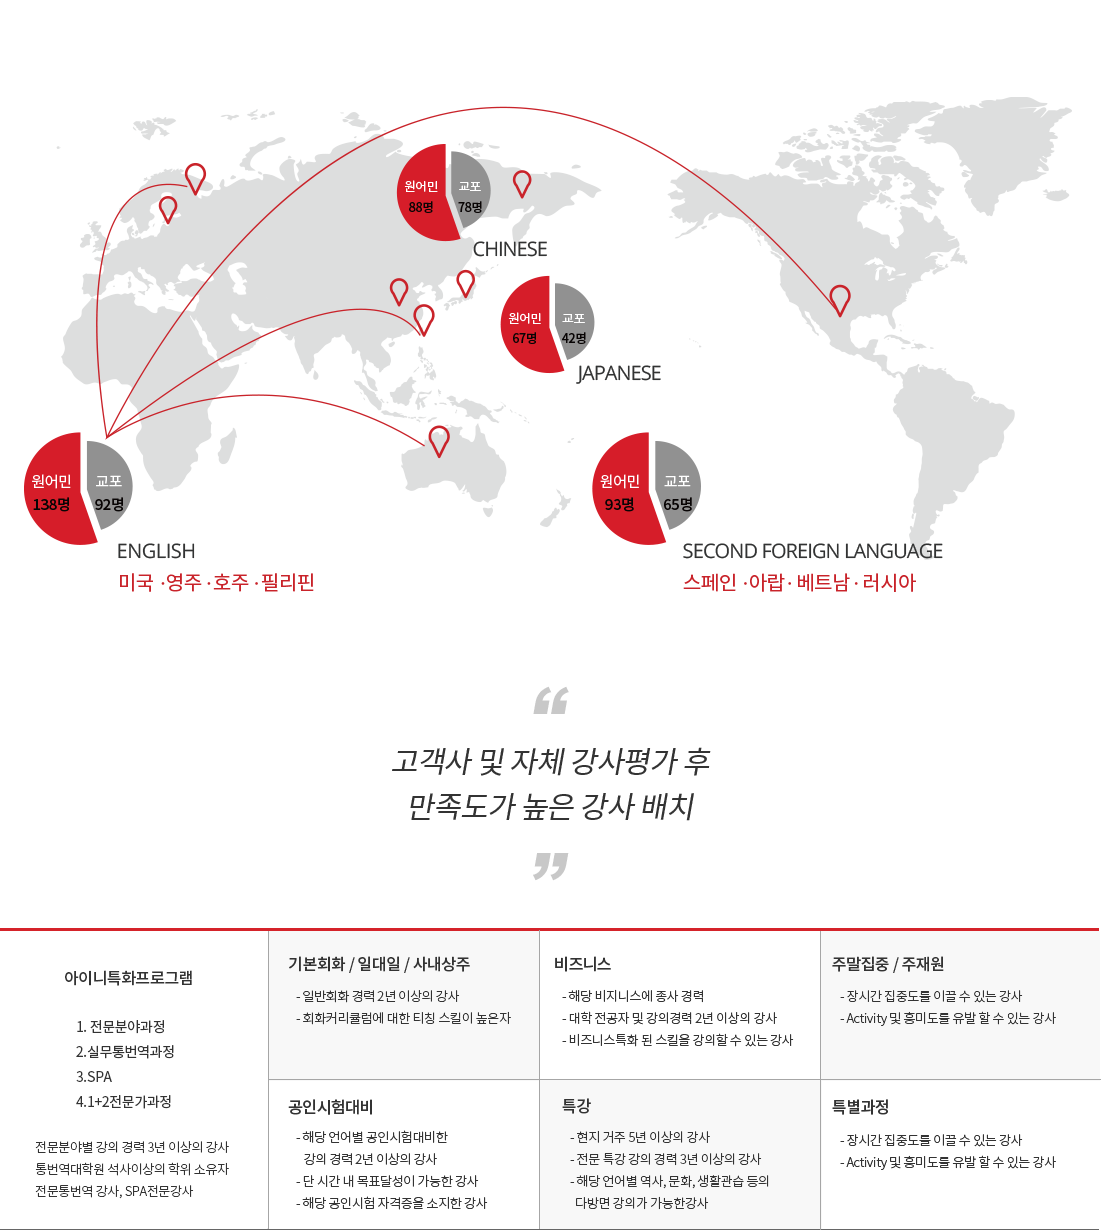 원어민 교포
88명 78명
CHINESE
원어민 교포
67명 42명
JAPANESE
원어민 교포
138명 92명
ENGLISH
미국 ·영주 ·호주 ·필리핀
원어민 교포
93명 65명
SECOND FOREIGN LANGUAGE
스페인 ·아랍· 베트남 · 러시아
“
고객사 및 자체 강사평가 후
만족도가 높은 강사 배치
”
아이니특화프로그램
1. 전문분야과정
2.실무통번역과정
3.SPA
4.1+2전문가과정
전문분야별 강의 경력 3년 이상의 강사
통번역대학원 석사이상의 학위 소유자
전문통번역 강사, SPA전문강사
기본회화 / 일대일 / 사내상주
- 일반회화 경력 2년 이상의 강사
- 회화커리큘럼에 대한 티칭 스킬이 높은자
비즈니스
- 해당 비지니스에 종사 경력
- 대학 전공자 및 강의경력 2년 이상의 강사
- 비즈니스특화 된 스킬을 강의할 수 있는 강사
주말집중 / 주재원
- 장시간 집중도를 이끌 수 있는 강사
- Activity 및 흥미도를 유발 할 수 있는 강사
공인시험대비
- 해당 언어별 공인시험대비한
강의 경력 2년 이상의 강사
- 단 시간 내 목표달성이 가능한 강사
- 해당 공인시험 자격증을 소지한 강사
특강
- 현지 거주 5년 이상의 강사
- 전문 특강 강의 경력 3년 이상의 강사
- 해당 언어별 역사, 문화, 생활관습 등의
다방면 강의가 가능한강사
특별과정
- 장시간 집중도를 이끌 수 있는 강사
- Activity 및 흥미도를 유발 할 수 있는 강사